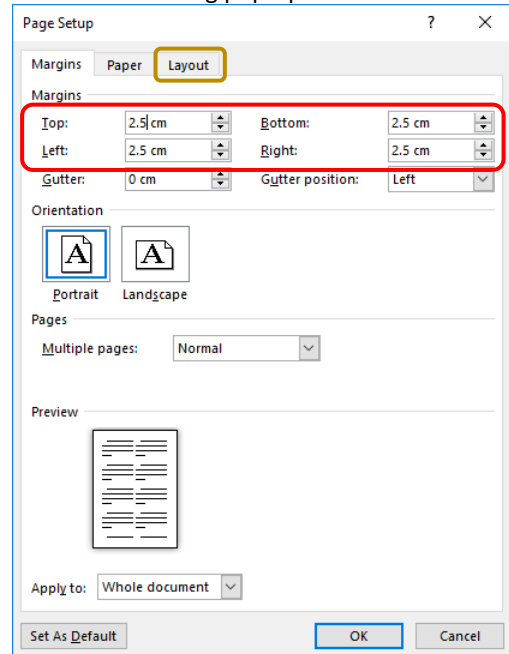 Page Setup ? ×
Margins Paper Layout
Margins
Top: 2.5 cm Bottom: 2.5 cm
Left: 2.5 cm Right: 2.5 cm
Gutter: 0 cm Gutter position: Left
Orientation
A A
Portrait Landscape
Pages
Multiple pages: Normal
Preview
Apply to: Whole document
Set As Default OK Cancel